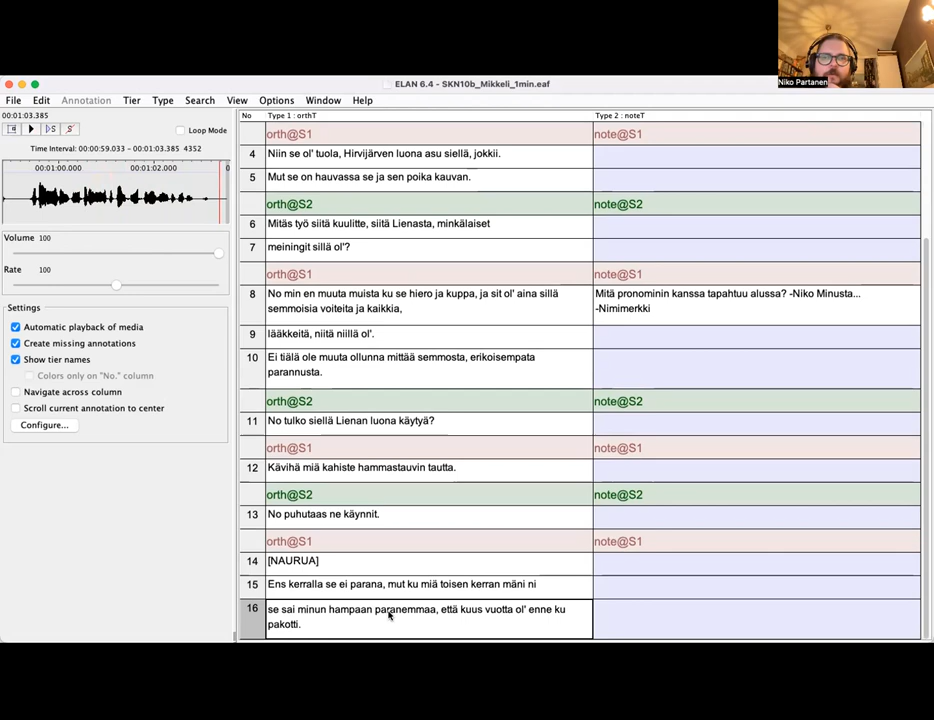 Niko Partanen
ELAN 6.4 - SKN10b_Mikkeli_1min.eaf
File Edit Annotation Tier Type Search View Options Window Help
00:01:03.385
Loop Mode
Time Interval: 00:00:59.033 - 00:01:03.385 4352
00:01:00.000 00:01:02.000 0
Volume 100
Rate 100
Settings
Automatic playback of media
Create missing annotations
Show tier names
Colors only on "No." column
Navigate across column
Scroll current annotation to center
Configure...
No Type 1 : orthT Type 2 : noteT
orth@S1 note@S1
4 Niin se ol' tuola, Hirvijärven luona asu siellä, jokii.
5 Mut se on hauvassa se ja sen poika kauvan.
orth@S2 note@S2
6 Mitäs työ siitä kuulitte, siitä Lienasta, minkälaiset
7 meiningit sillä ol'?
orth@S1 note@S1
8 No min en muuta muista ku se hiero ja kuppa, ja sit ol' aina sillä
semmoisia voiteita ja kaikkia,
Mitä pronominin kanssa tapahtuu alussa? -Niko Minusta...
-Nimimerkki
9 lääkkeitä, niitä niillä ol'.
10 Ei tiälä ole muuta ollunna mittää semmosta, erikoisempata
parannusta.
orth@S2 note@S2
11 No tulko siellä Lienan luona käytyä?
orth@S1 note@S1
12 Kävihä miä kahiste hammastauvin tautta.
orth@S2 note@S2
13 No puhutaas ne käynnit.
orth@S1 note@S1
14 [NAURUA]
15 Ens kerralla se ei parana, mut ku miä toisen kerran mäni ni
16 se sai minun hampaan paranemmaa, että kuus vuotta ol' enne ku
pakotti.